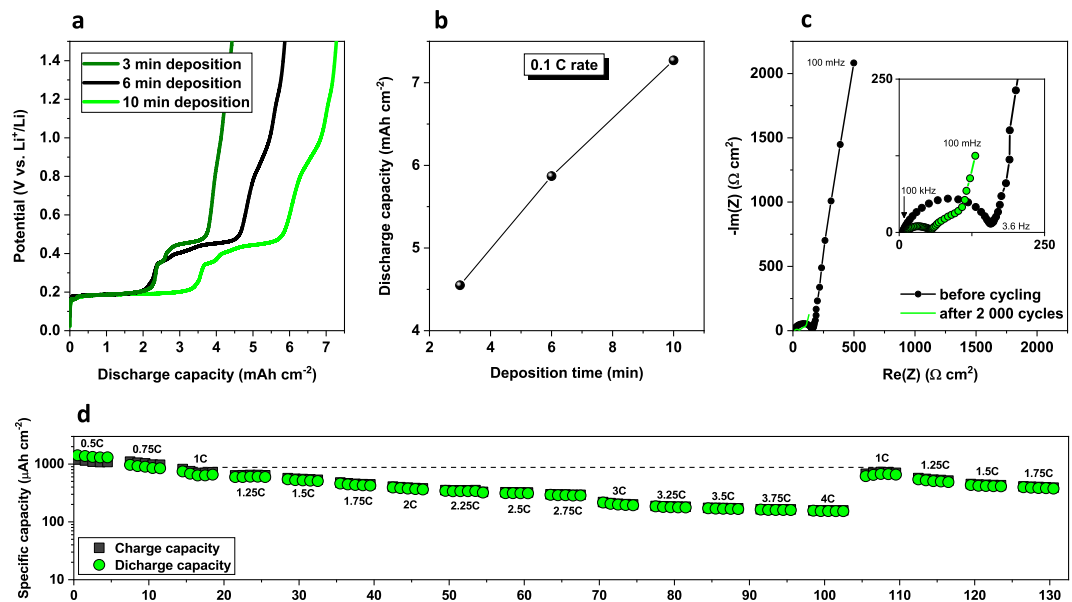 a
Potential (V vs. Li⁺/Li)
1.4
1.2
1.0
0.8
0.6
0.4
0.2
0.0
3 min deposition
6 min deposition
10 min deposition
0 1 2 3 4 5 6 7
Discharge capacity (mAh cm⁻²)
b
Discharge capacity (mAh cm⁻²)
7
6
5
4
0.1 C rate
2 4 6 8 10
Deposition time (min)
c
-Im(Z) (Ω cm²)
2000
1750
1500
1250
1000
750
500
250
0
100 mHz
250
100 mHz
100 kHz
3.6 Hz
0
0 250
before cycling
after 2 000 cycles
0 500 1000 1500 2000
Re(Z) (Ω cm²)
d
Specific capacity (μAh cm⁻²)
1000
100
10
0.5C
0.75C
1C
1.25C
1.5C
1.75C
2C
2.25C
2.5C
2.75C
3C
3.25C
3.5C
3.75C
4C
1C
1.25C
1.5C
1.75C
Charge capacity
Dicharge capacity
0 10 20 30 40 50 60 70 80 90 100 110 120 130